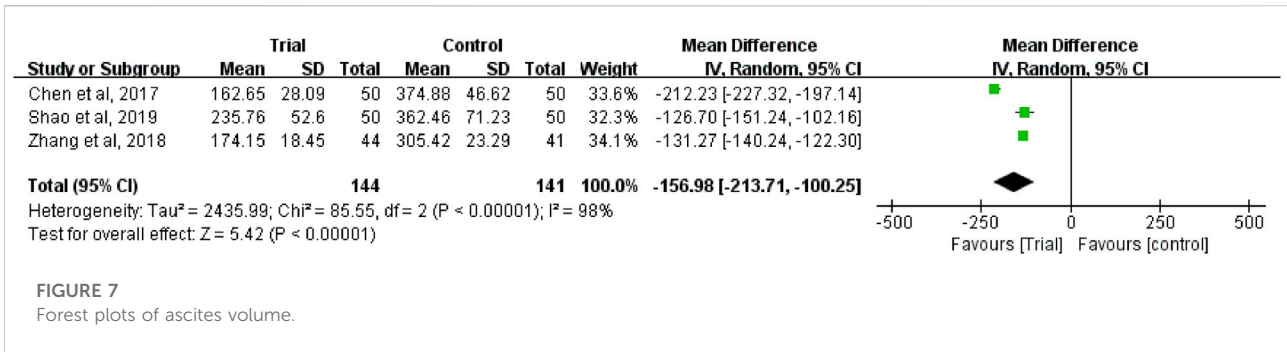 Trial Control Mean Difference Mean Difference
Study or Subgroup Mean SD Total Mean SD Total Weight IV, Random, 95% CI IV, Random, 95% CI
Chen et al, 2017 162.65 28.09 50 374.88 46.62 50 33.6% -212.23 [-227.32, -197.14]
Shao et al, 2019 235.76 52.6 50 362.46 71.23 50 32.3% -126.70 [-151.24, -102.16]
Zhang et al, 2018 174.15 18.45 44 305.42 23.29 41 34.1% -131.27 [-140.24, -122.30]
Total (95% CI) 144 141 100.0% -156.98 [-213.71, -100.25]
Heterogeneity: Tau² = 2435.99; Chi² = 85.55, df = 2 (P < 0.00001); I² = 98%
Test for overall effect: Z = 5.42 (P < 0.00001)
-500 -250 0 250 500
Favours [Trial] Favours [control]
FIGURE 7
Forest plots of ascites volume.